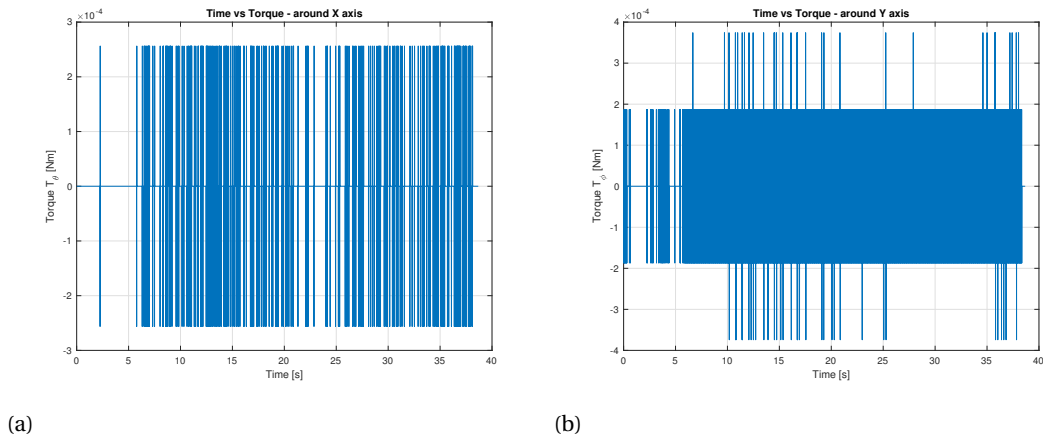 Time vs Torque - around X axis
×10⁻⁴
3
2
1
0
-1
-2
-3
Torque T_θ [Nm]
0 5 10 15 20 25 30 35 40
Time [s]
(a)
Time vs Torque - around Y axis
×10⁻⁴
4
3
2
1
0
-1
-2
-3
-4
Torque T_φ [Nm]
0 5 10 15 20 25 30 35 40
Time [s]
(b)